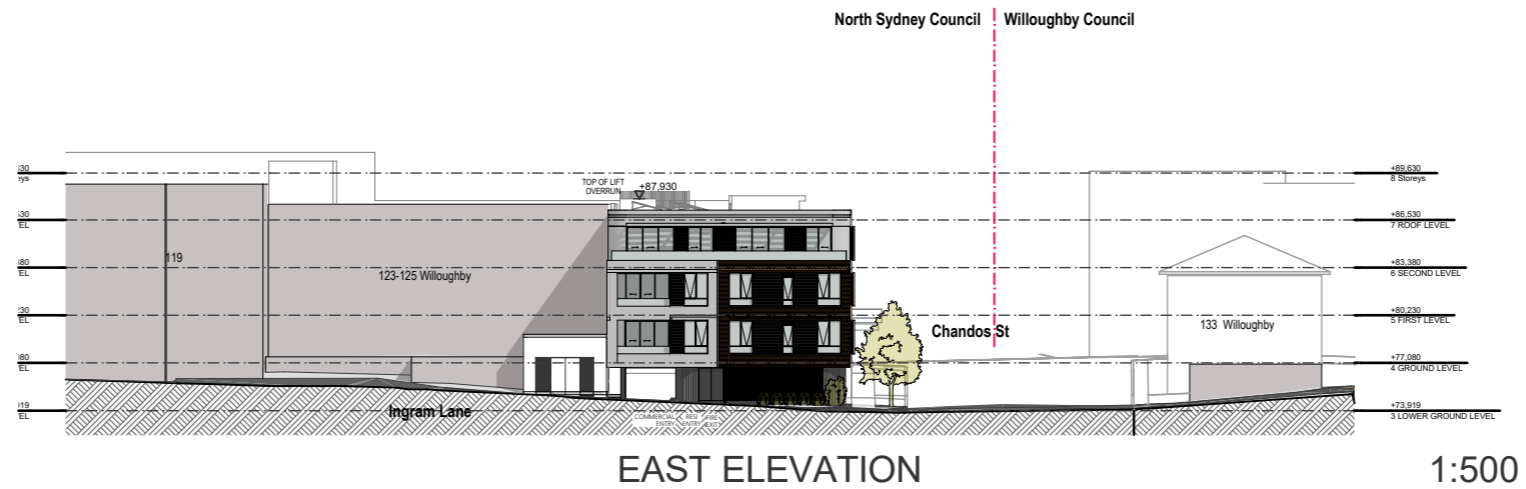 North Sydney Council
Willoughby Council
+89,630
8 Storeys
TOP OF LIFT
OVERRUN
+87.930
+86,530
7 ROOF LEVEL
119
123-125 Willoughby
+83,380
6 SECOND LEVEL
+80,230
5 FIRST LEVEL
133 Willoughby
Chandos St
+77,080
4 GROUND LEVEL
+73,919
3 LOWER GROUND LEVEL
Ingram Lane
COMMERCIAL
ENTRY
RESI
ENTRY
FIRE
EXIT
EAST ELEVATION
1:500